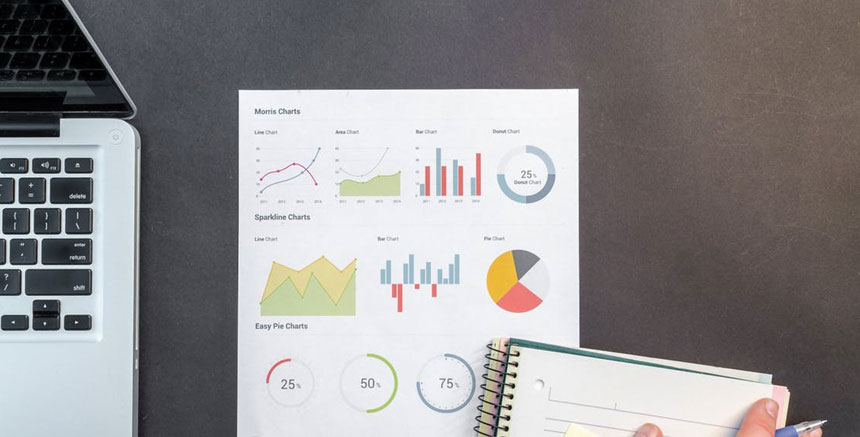 Morris Charts
Line Chart
Area Chart
Bar Chart
Donut Chart
25%
Donut Chart
Sparkline Charts
Line Chart
Bar Chart
Pie Chart
Easy Pie Charts
25%
50%
75%
delete
enter
return
shift